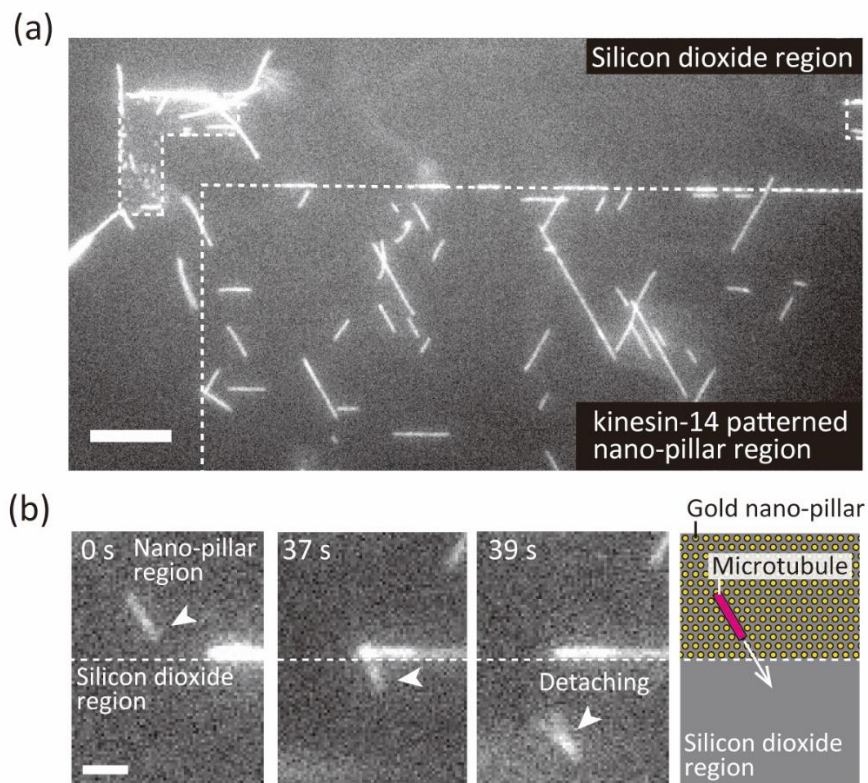 (a)
Silicon dioxide region
kinesin-14 patterned
nano-pillar region
(b)
0 s
Nano-pillar
region
Silicon dioxide
region
37 s
39 s
Detaching
Gold nano-pillar
Microtubule
Silicon dioxide
region